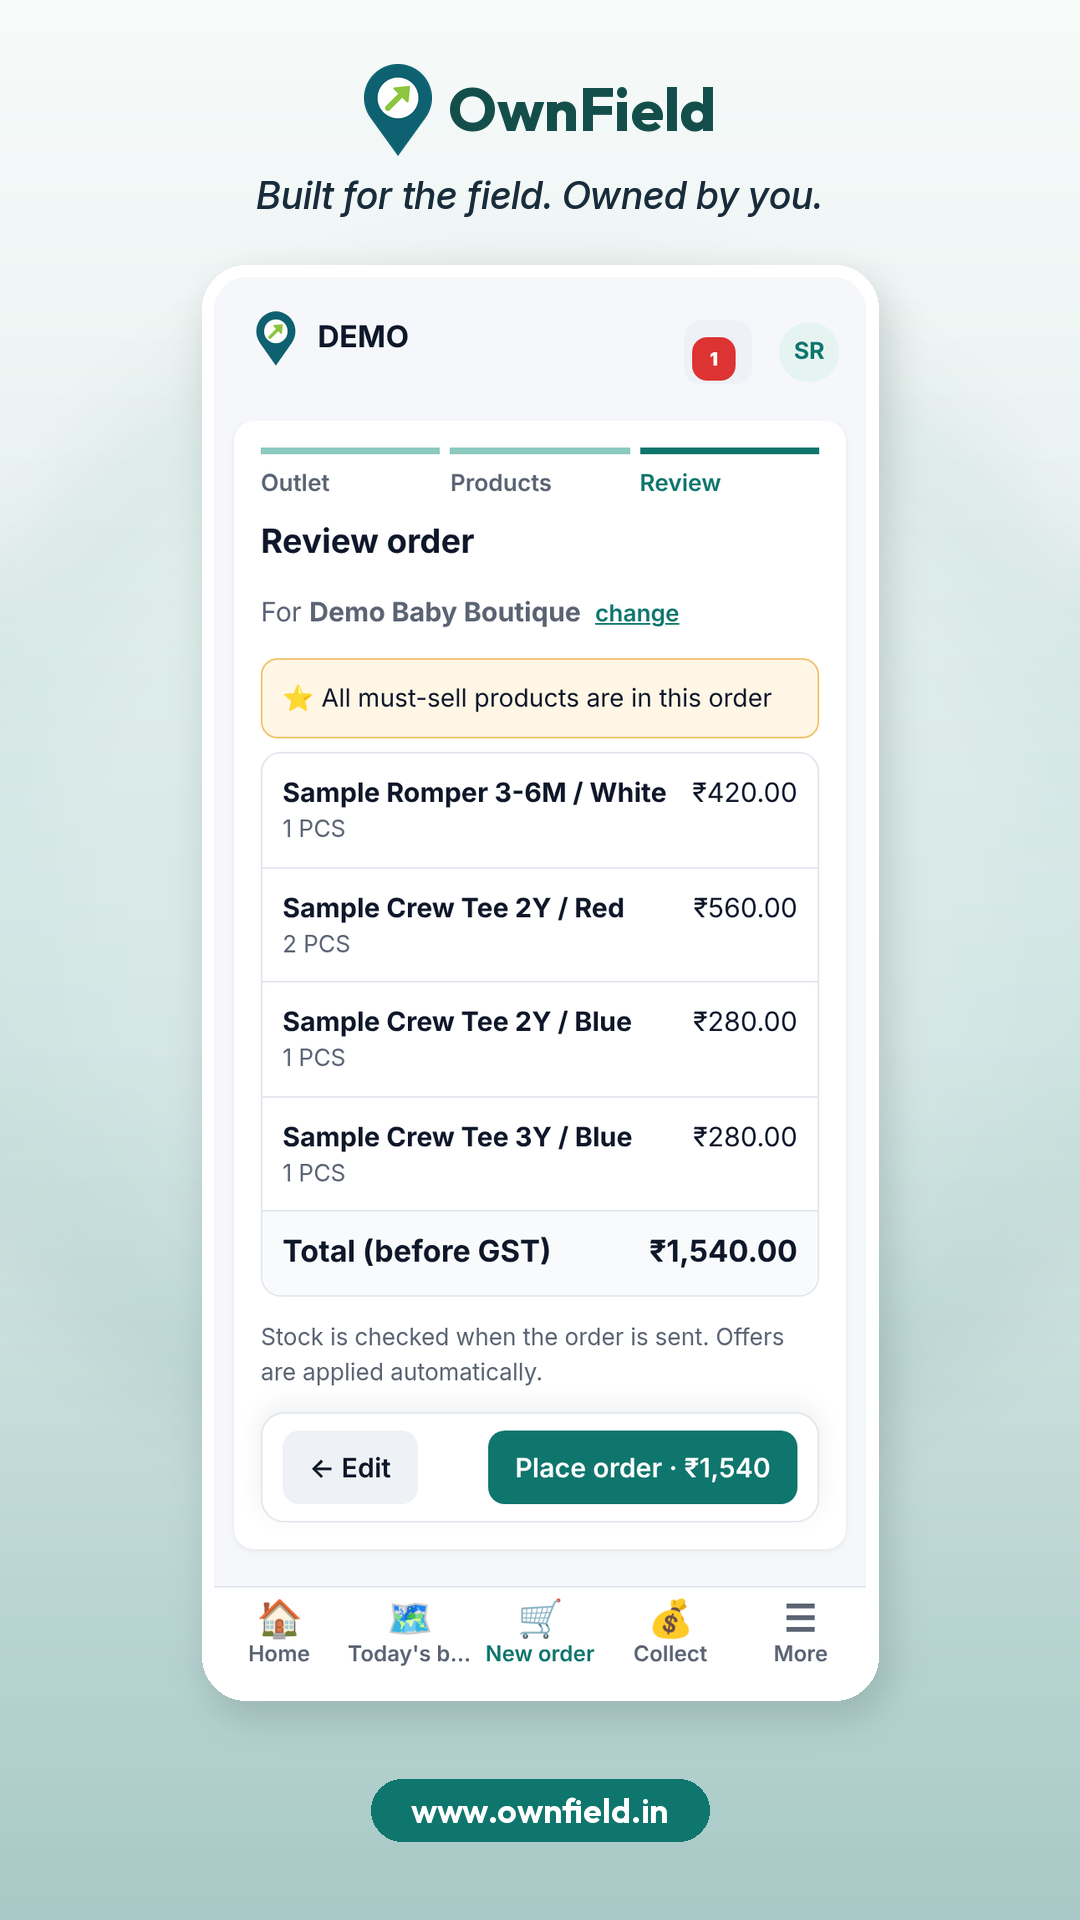 OwnField
Built for the field. Owned by you.
DEMO
1
SR
Outlet
Products
Review
Review order
For Demo Baby Boutique change
⭐ All must-sell products are in this order
Sample Romper 3-6M / White ₹420.00
1 PCS
Sample Crew Tee 2Y / Red ₹560.00
2 PCS
Sample Crew Tee 2Y / Blue ₹280.00
1 PCS
Sample Crew Tee 3Y / Blue ₹280.00
1 PCS
Total (before GST) ₹1,540.00
Stock is checked when the order is sent. Offers
are applied automatically.
← Edit
Place order · ₹1,540
Home
Today's b...
New order
Collect
More
www.ownfield.in